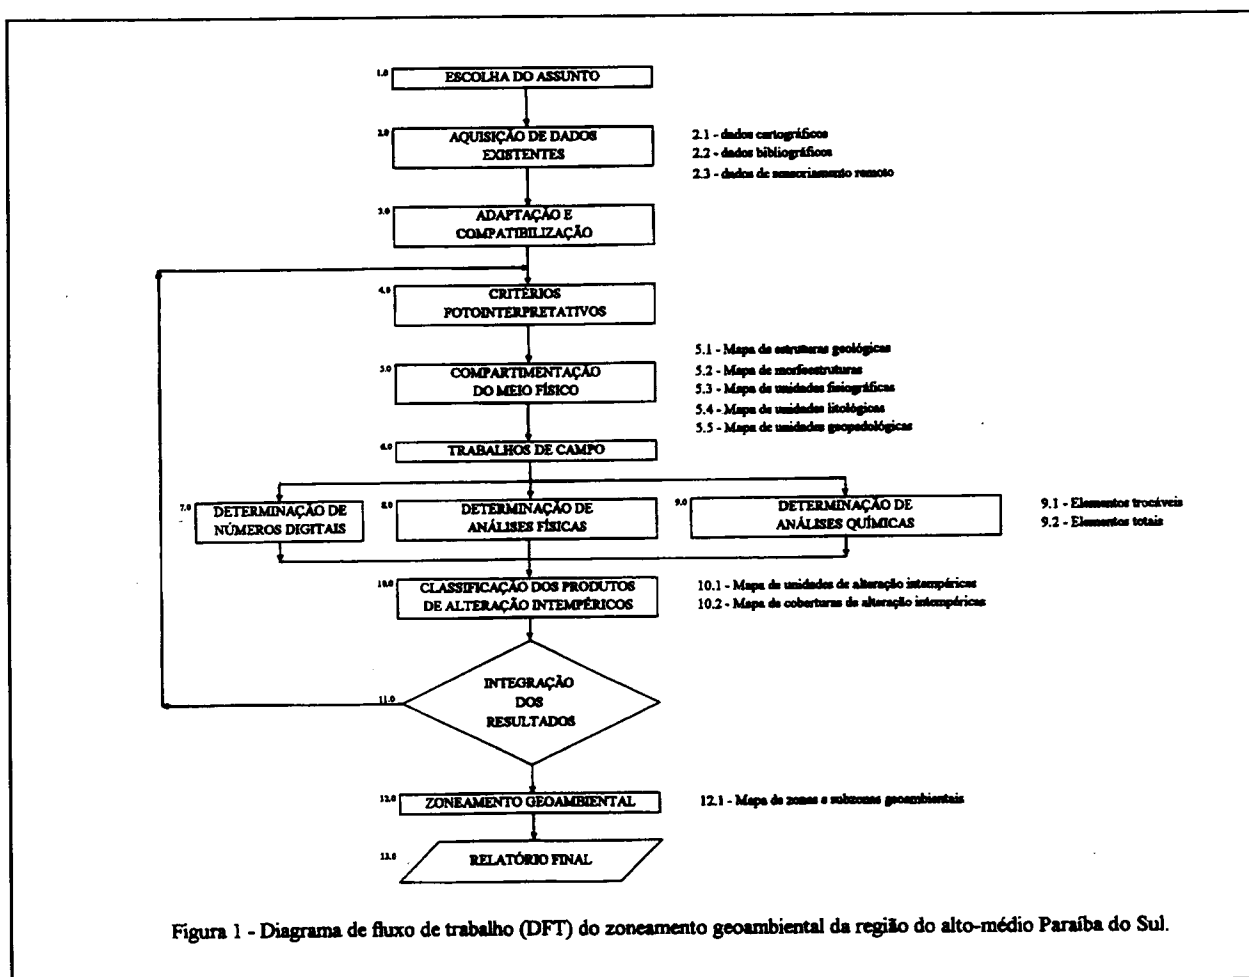 1.0 ESCOLHA DO ASSUNTO
2.0 AQUISIÇÃO DE DADOS
EXISTENTES
2.1 - dados cartográficos
2.2 - dados bibliográficos
2.3 - dados de sensoriamento remoto
3.0 ADAPTAÇÃO E
COMPATIBILIZAÇÃO
4.0 CRITÉRIOS
FOTOINTERPRETATIVOS
5.0 COMPARTIMENTAÇÃO
DO MEIO FÍSICO
5.1 - Mapa de estruturas geológicas
5.2 - Mapa de morfoestruturas
5.3 - Mapa de unidades fisiográficas
5.4 - Mapa de unidades litológicas
5.5 - Mapa de unidades geopedológicas
6.0 TRABALHOS DE CAMPO
7.0 DETERMINAÇÃO DE
NÚMEROS DIGITAIS
8.0 DETERMINAÇÃO DE
ANÁLISES FÍSICAS
9.0 DETERMINAÇÃO DE
ANÁLISES QUÍMICAS
9.1 - Elementos trocáveis
9.2 - Elementos totais
10.0 CLASSIFICAÇÃO DOS PRODUTOS
DE ALTERAÇÃO INTEMPÉRICOS
10.1 - Mapa de unidades de alteração intempéricas
10.2 - Mapa de coberturas de alteração intempéricas
11.0 INTEGRAÇÃO
DOS
RESULTADOS
12.0 ZONEAMENTO GEOAMBIENTAL
12.1 - Mapa de zonas e subzonas geoambientais
13.0 RELATÓRIO FINAL
Figura 1 - Diagrama de fluxo de trabalho (DFT) do zoneamento geoambiental da região do alto-médio Paraíba do Sul.